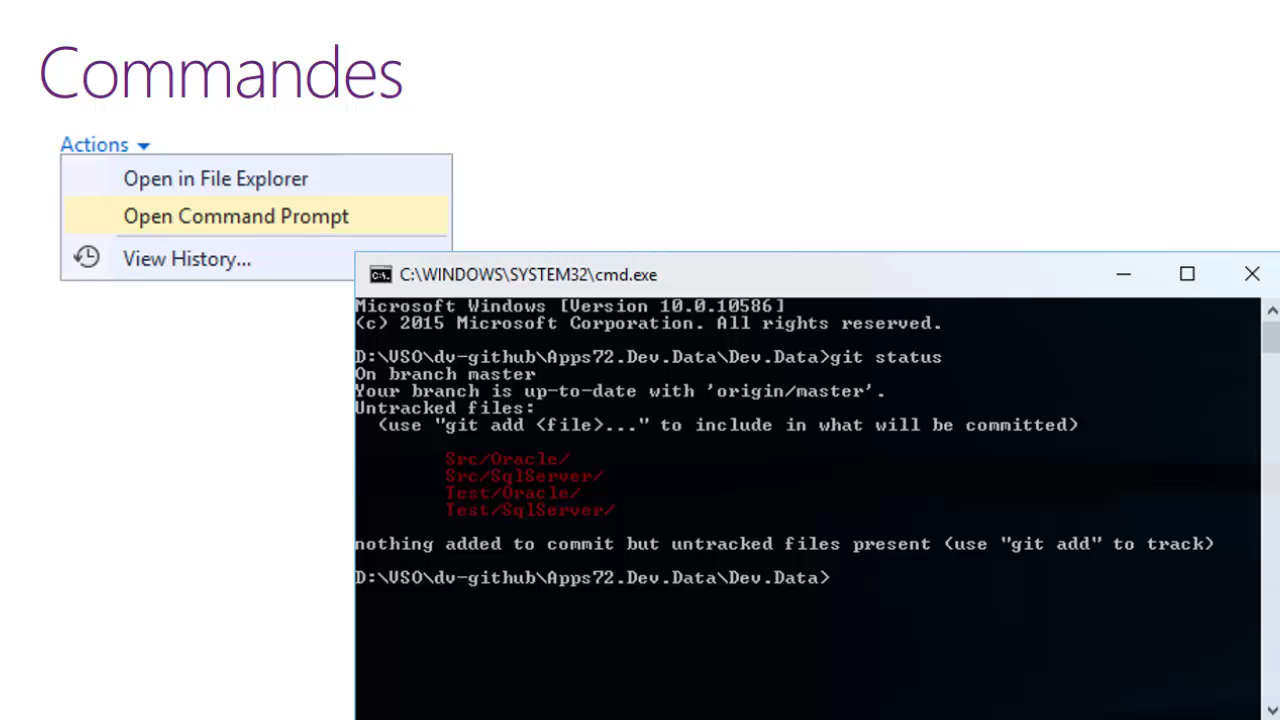 Commandes
Actions
Open in File Explorer
Open Command Prompt
View History...
C:\WINDOWS\SYSTEM32\cmd.exe
Microsoft Windows [Version 10.0.10586]
(c) 2015 Microsoft Corporation. All rights reserved.
D:\VSO\dv-github\Apps72.Dev.Data\Dev.Data>git status
On branch master
Your branch is up-to-date with 'origin/master'.
Untracked files:
(use "git add <file>..." to include in what will be committed)
Src/Oracle/
Src/SqlServer/
Test/Oracle/
Test/SqlServer/
nothing added to commit but untracked files present (use "git add" to track)
D:\VSO\dv-github\Apps72.Dev.Data\Dev.Data>